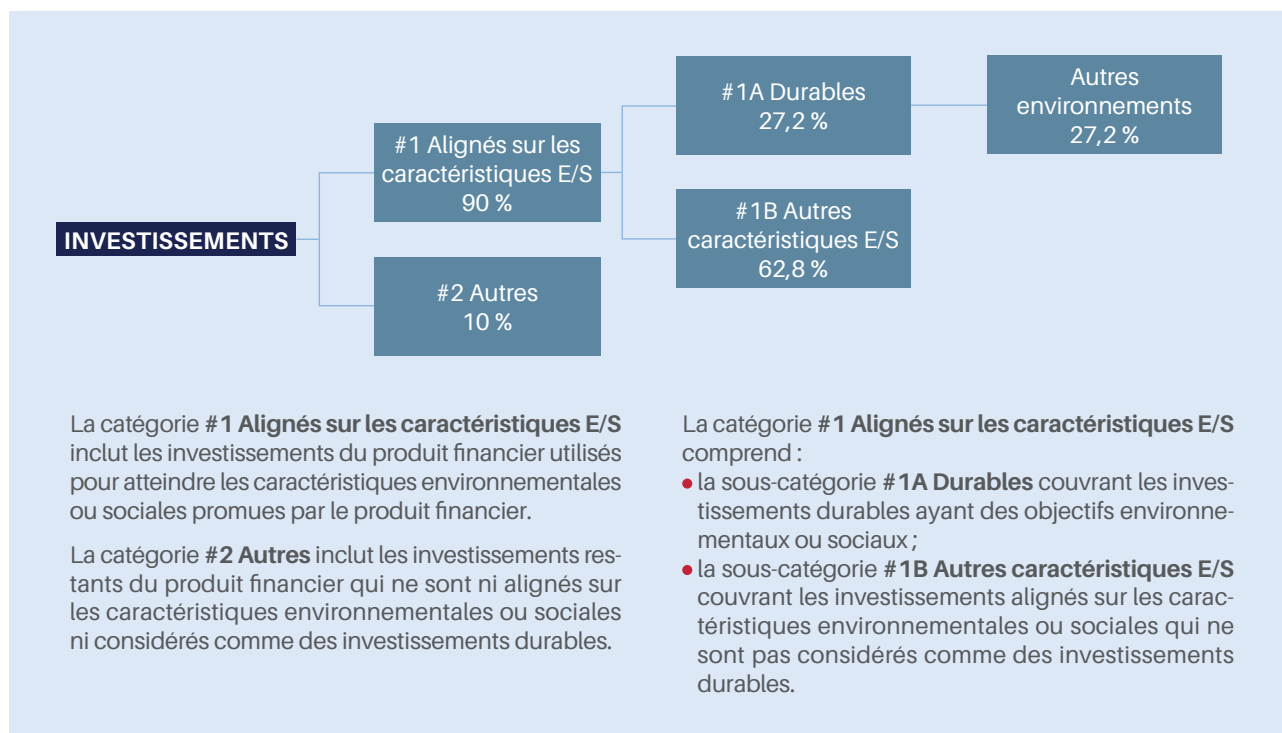 INVESTISSEMENTS
#1 Alignés sur les
caractéristiques E/S
90 %
#2 Autres
10 %
#1A Durables
27,2 %
#1B Autres
caractéristiques E/S
62,8 %
Autres
environnements
27,2 %
La catégorie #1 Alignés sur les caractéristiques E/S
inclut les investissements du produit financier utilisés
pour atteindre les caractéristiques environnementales
ou sociales promues par le produit financier.
La catégorie #2 Autres inclut les investissements res-
tants du produit financier qui ne sont ni alignés sur
les caractéristiques environnementales ou sociales
ni considérés comme des investissements durables.
La catégorie #1 Alignés sur les caractéristiques E/S
comprend :
• la sous-catégorie #1A Durables couvrant les inves-
tissements durables ayant des objectifs environne-
mentaux ou sociaux ;
• la sous-catégorie #1B Autres caractéristiques E/S
couvrant les investissements alignés sur les carac-
téristiques environnementales ou sociales qui ne
sont pas considérés comme des investissements
durables.